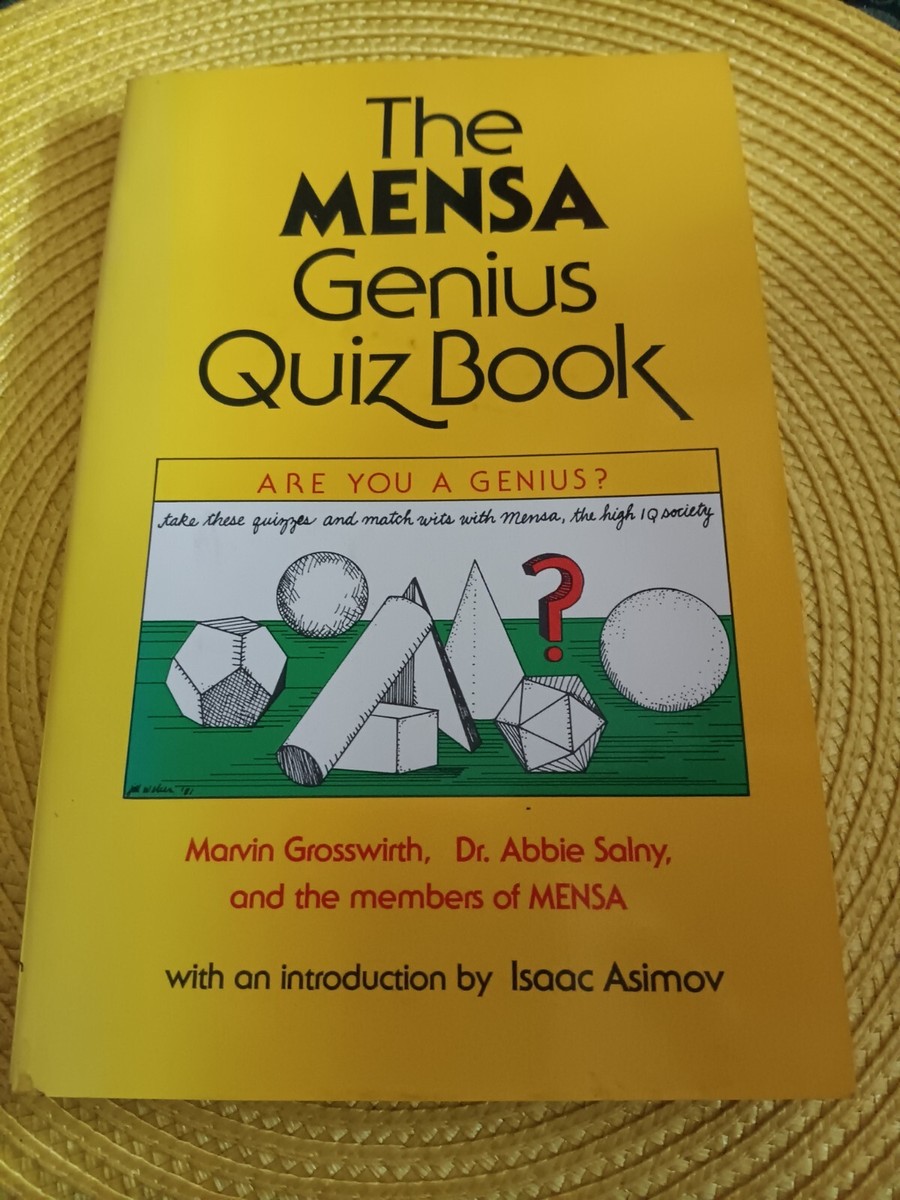 The
MENSA
Genius
Quiz Book
ARE YOU A GENIUS?
take these quizzes and match wits with Mensa, the high IQ society
'81
Marvin Grosswirth, Dr. Abbie Salny,
and the members of MENSA
with an introduction by Isaac Asimov